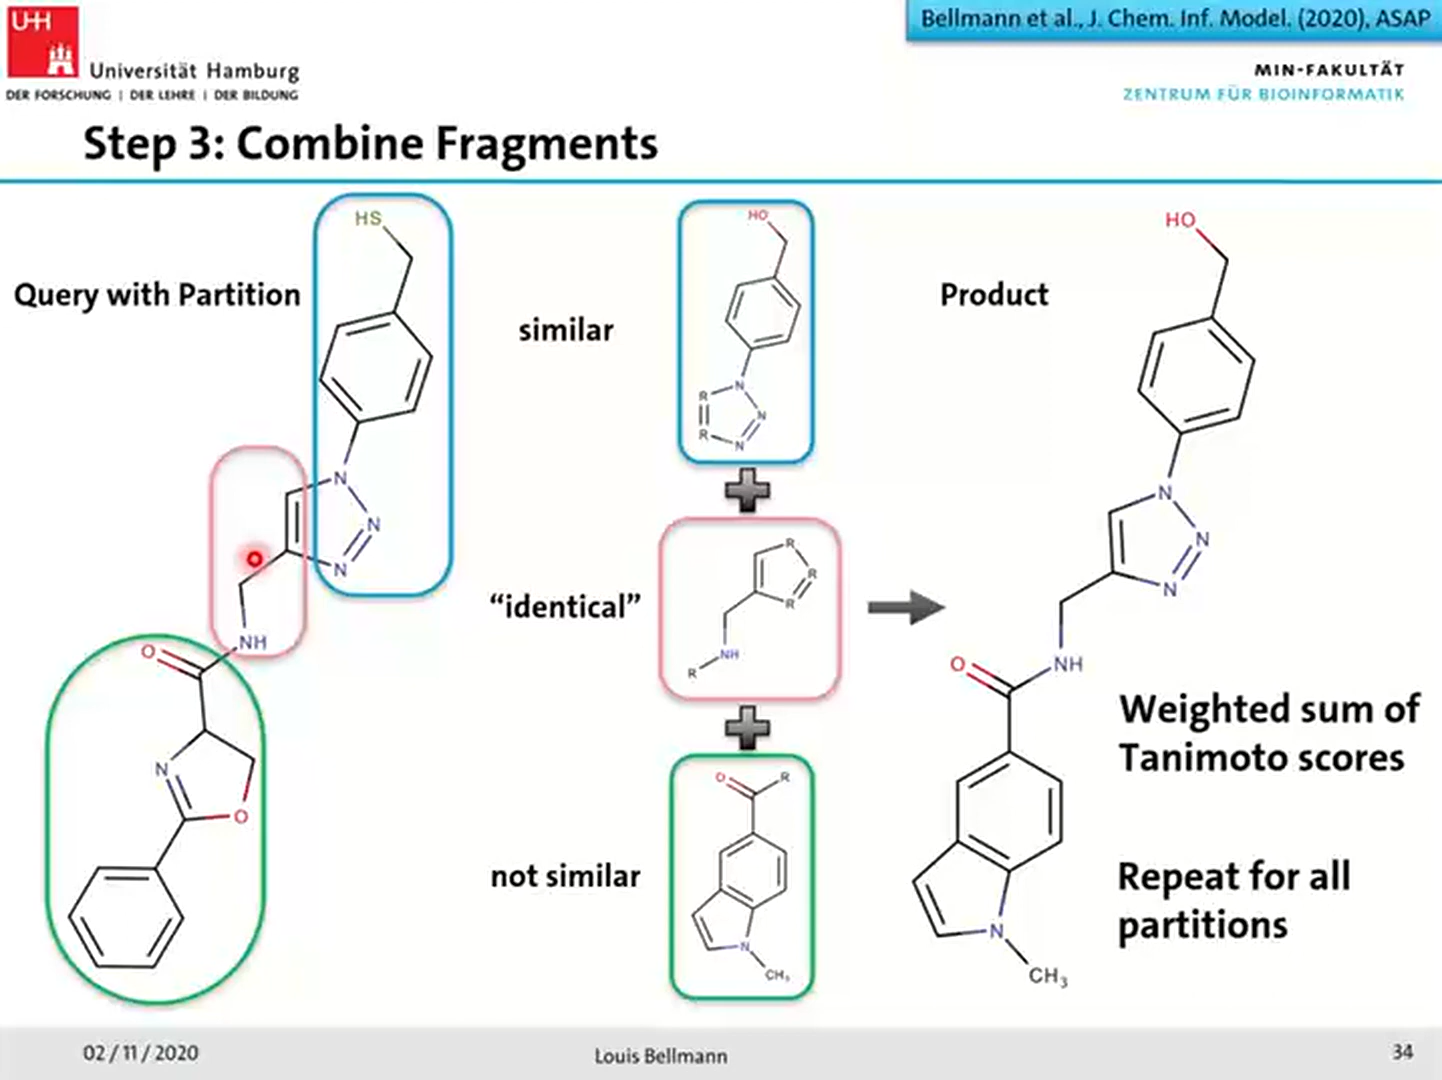 UHH
Universität Hamburg
DER FORSCHUNG | DER LEHRE | DER BILDUNG
Bellmann et al., J. Chem. Inf. Model. (2020), ASAP
MIN-FAKULTÄT
ZENTRUM FÜR BIOINFORMATIK
Step 3: Combine Fragments
Query with Partition
HS
N
N
N
NH
O
N
O
similar
HO
N
R
N
R
N
"identical"
R
R
R
NH
R
not similar
O
R
N
CH₃
Product
HO
N
N
N
O
NH
N
CH₃
Weighted sum of
Tanimoto scores
Repeat for all
partitions
02 / 11 / 2020
Louis Bellmann
34